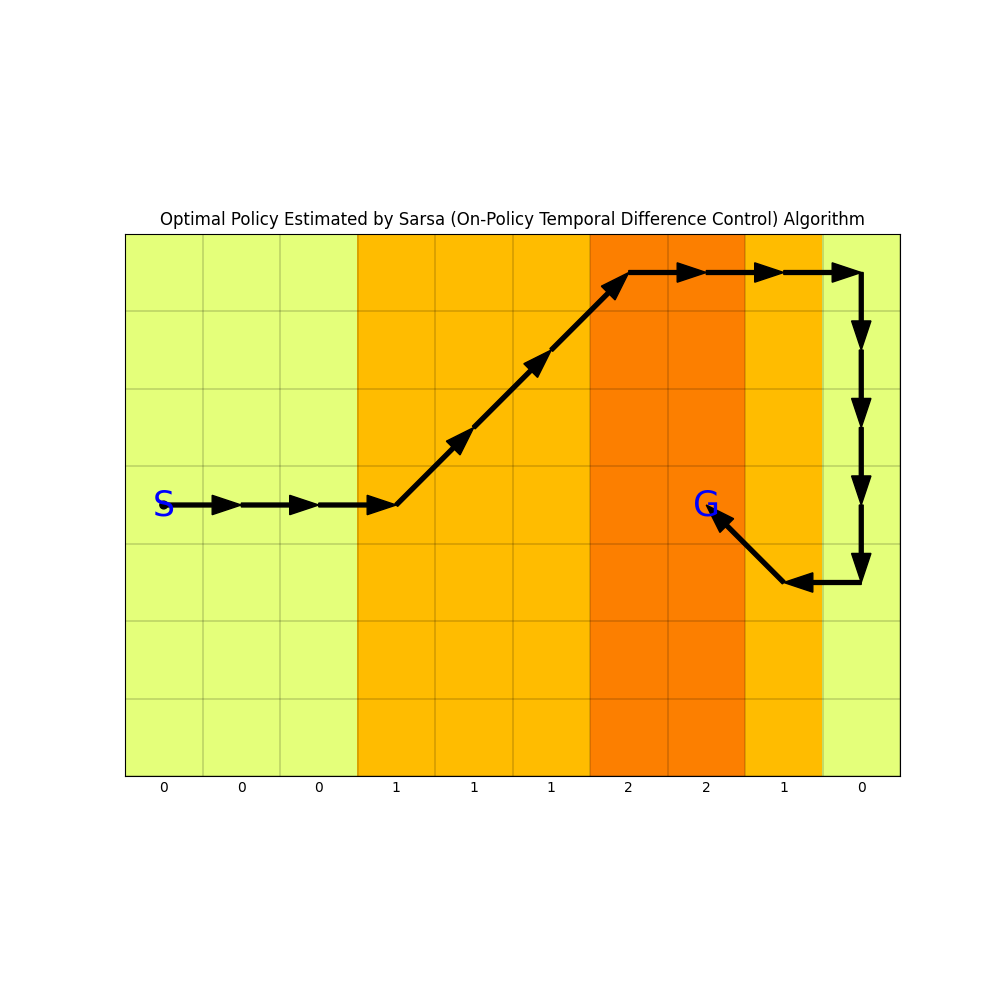 Optimal Policy Estimated by Sarsa (On-Policy Temporal Difference Control) Algorithm
S G
0 0 0 1 1 1 2 2 1 0